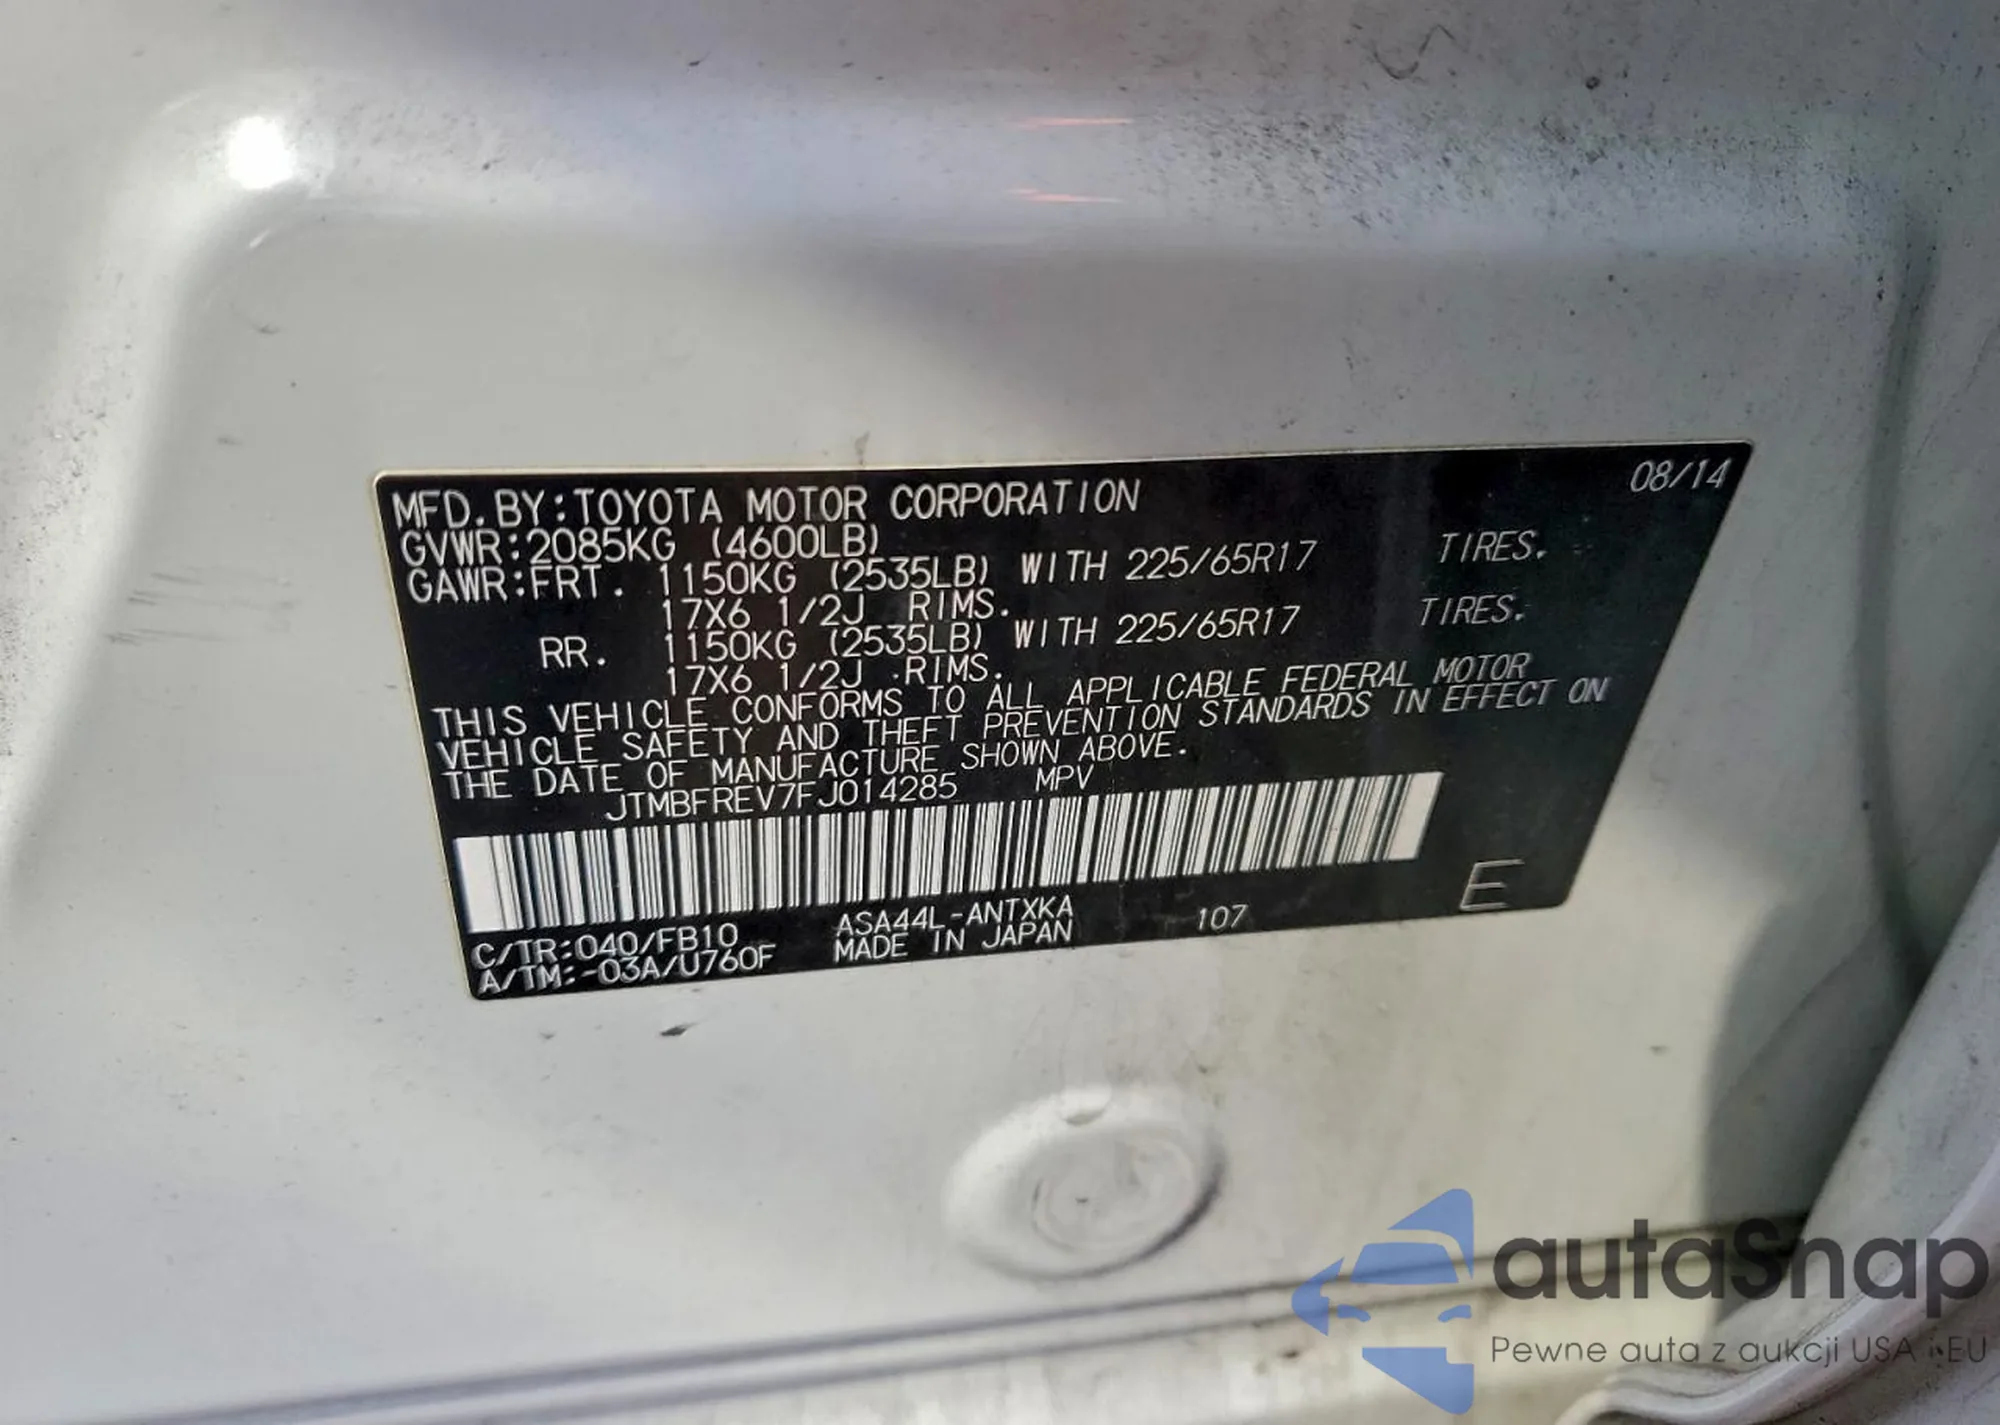 08/14
MFD. BY:TOYOTA MOTOR CORPORATION
GVWR:2085KG (4600LB)
GAWR:FRT. 1150KG (2535LB) WITH 225/65R17 TIRES.
17X6 1/2J RIMS.
RR. 1150KG (2535LB) WITH 225/65R17 TIRES.
17X6 1/2J RIMS.
THIS VEHICLE CONFORMS TO ALL APPLICABLE FEDERAL MOTOR
VEHICLE SAFETY AND THEFT PREVENTION STANDARDS IN EFFECT ON
THE DATE OF MANUFACTURE SHOWN ABOVE.
JTMBFREV7FJ014285 MPV
E
C/TR:040/FB10 ASA44L-ANTXKA 107
A/TM:-03A/U760F MADE IN JAPAN
autaSnap
Pewne auta z aukcji USA i EU